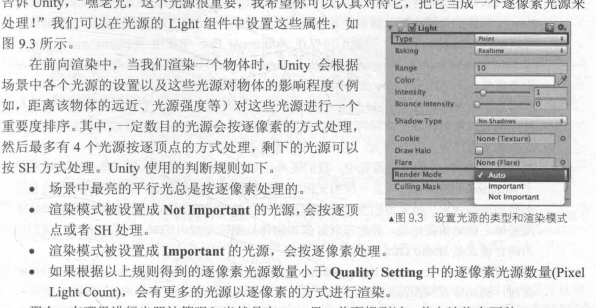 告诉 Unity，“嘿老兄，这个光源很重要，我希望你可以认真对待它，把它当成一个逐像素光源来
处理！”我们可以在光源的 Light 组件中设置这些属性，如
图 9.3 所示。
在前向渲染中，当我们渲染一个物体时，Unity 会根据
场景中各个光源的设置以及这些光源对物体的影响程度（例
如，距离该物体的远近、光源强度等）对这些光源进行一个
重要度排序。其中，一定数目的光源会按逐像素的方式处理，
然后最多有 4 个光源按逐顶点的方式处理，剩下的光源可以
按 SH 方式处理。Unity 使用的判断规则如下。
• 场景中最亮的平行光总是按逐像素处理的。
• 渲染模式被设置成 Not Important 的光源，会按逐顶
点或者 SH 处理。
• 渲染模式被设置成 Important 的光源，会按逐像素处理。
• 如果根据以上规则得到的逐像素光源数量小于 Quality Setting 中的逐像素光源数量(Pixel
Light Count)，会有更多的光源以逐像素的方式进行渲染。
Light
Type Point
Baking Realtime
Range 10
Color
Intensity 1
Bounce Intensity 0
Shadow Type No Shadows
Cookie None (Texture)
Draw Halo
Flare None (Flare)
Render Mode ✓ Auto
Culling Mask Important
Not Important
▲图 9.3 设置光源的类型和渲染模式